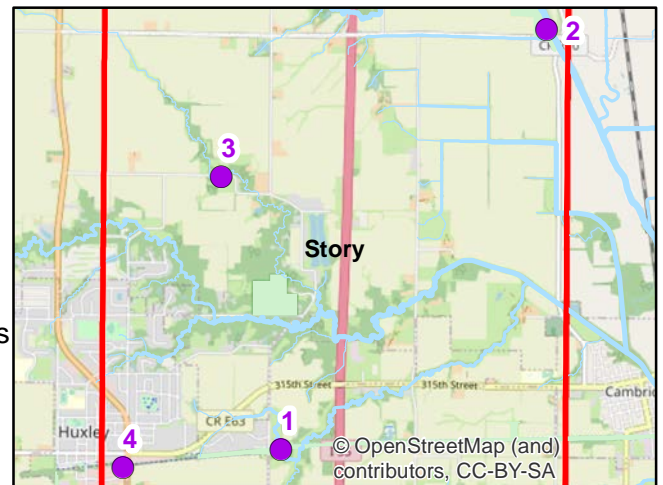 2
3
Story
s
315th Street
315th Street
Cambri
CR E63
1
Huxley
4
© OpenStreetMap (and)
contributors, CC-BY-SA